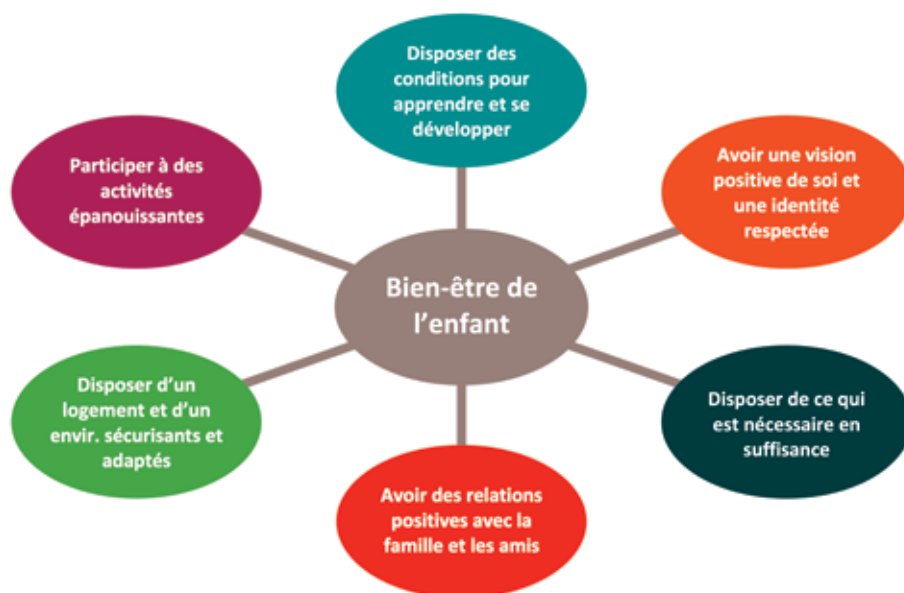 Disposer des
conditions pour
apprendre et se
développer
Participer à des
activités
épanouissantes
Avoir une vision
positive de soi et
une identité
respectée
Bien-être de
l'enfant
Disposer d'un
logement et d'un
envir. sécurisants et
adaptés
Disposer de ce qui
est nécessaire en
suffisance
Avoir des relations
positives avec la
famille et les amis